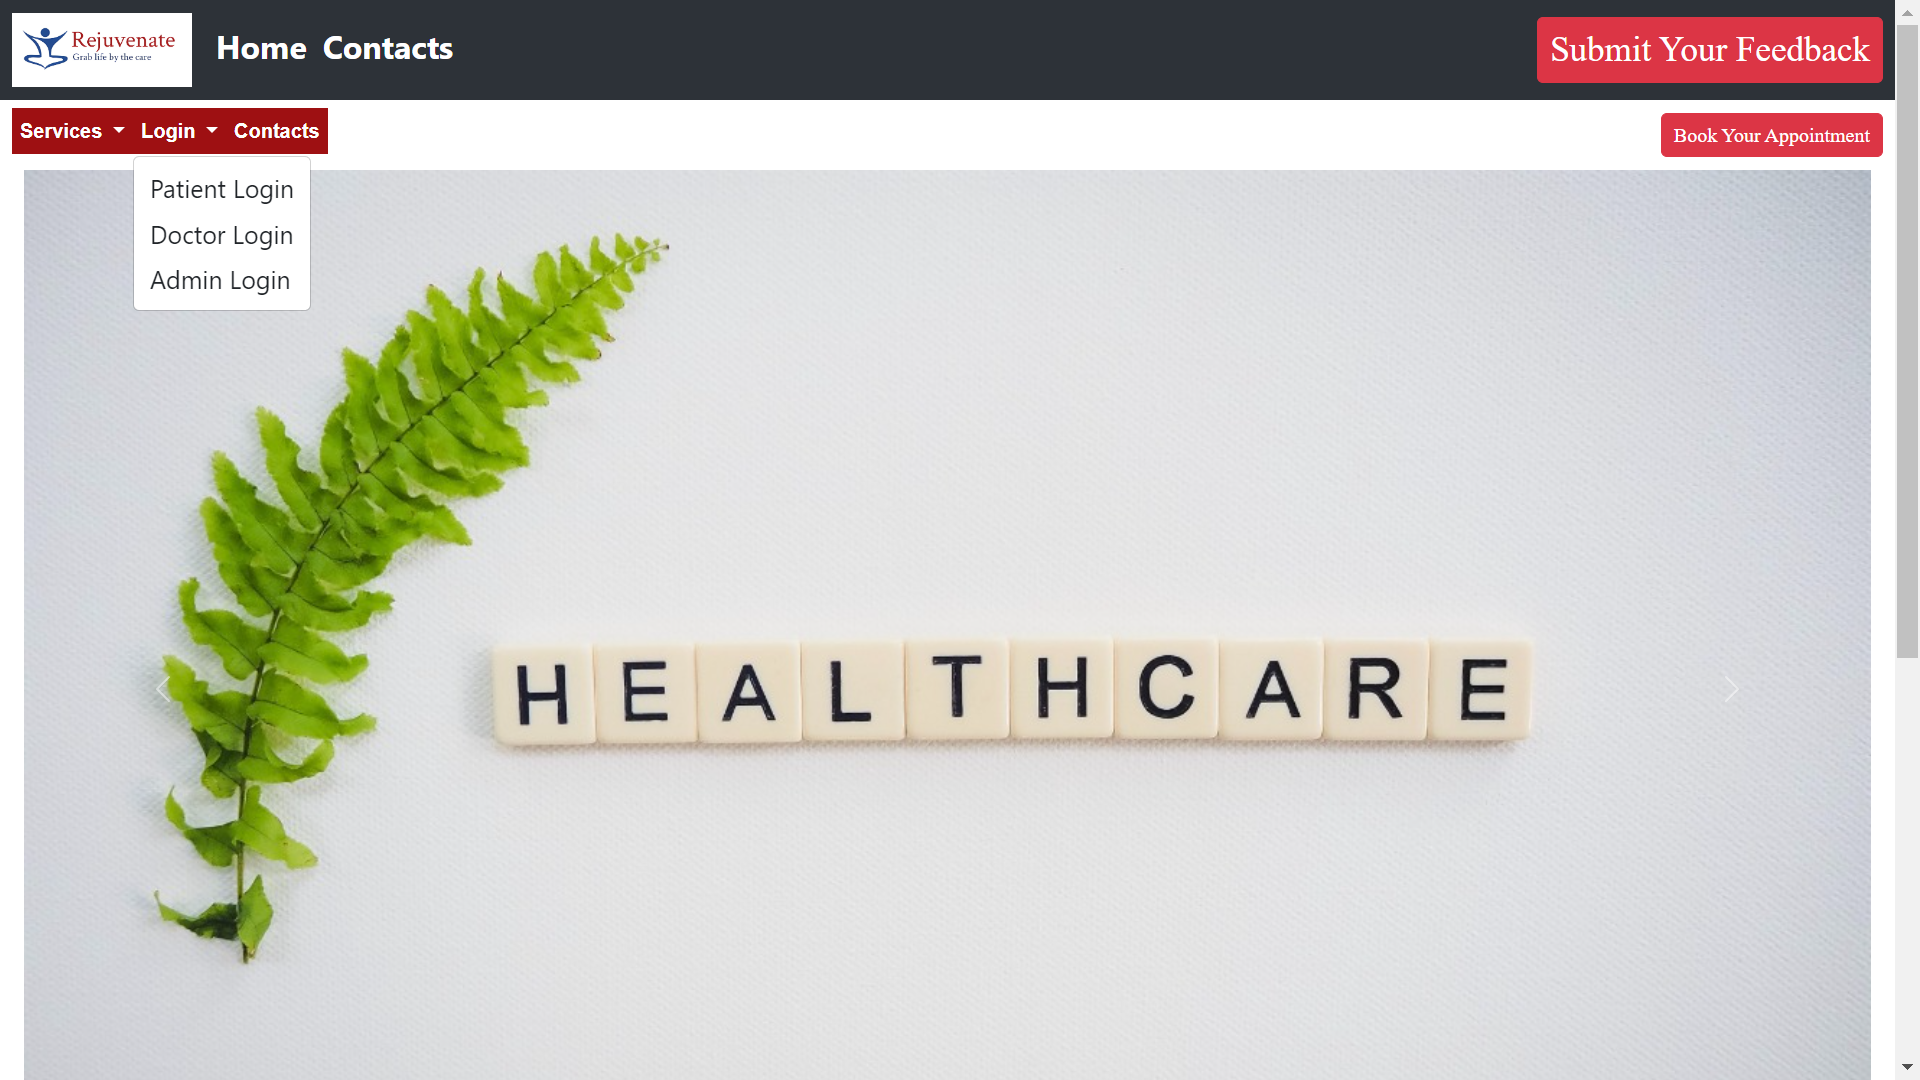 Rejuvenate
Grab life by the care
Home Contacts
Submit Your Feedback
Services Login Contacts
Book Your Appointment
Patient Login
Doctor Login
Admin Login
HEALTHCARE